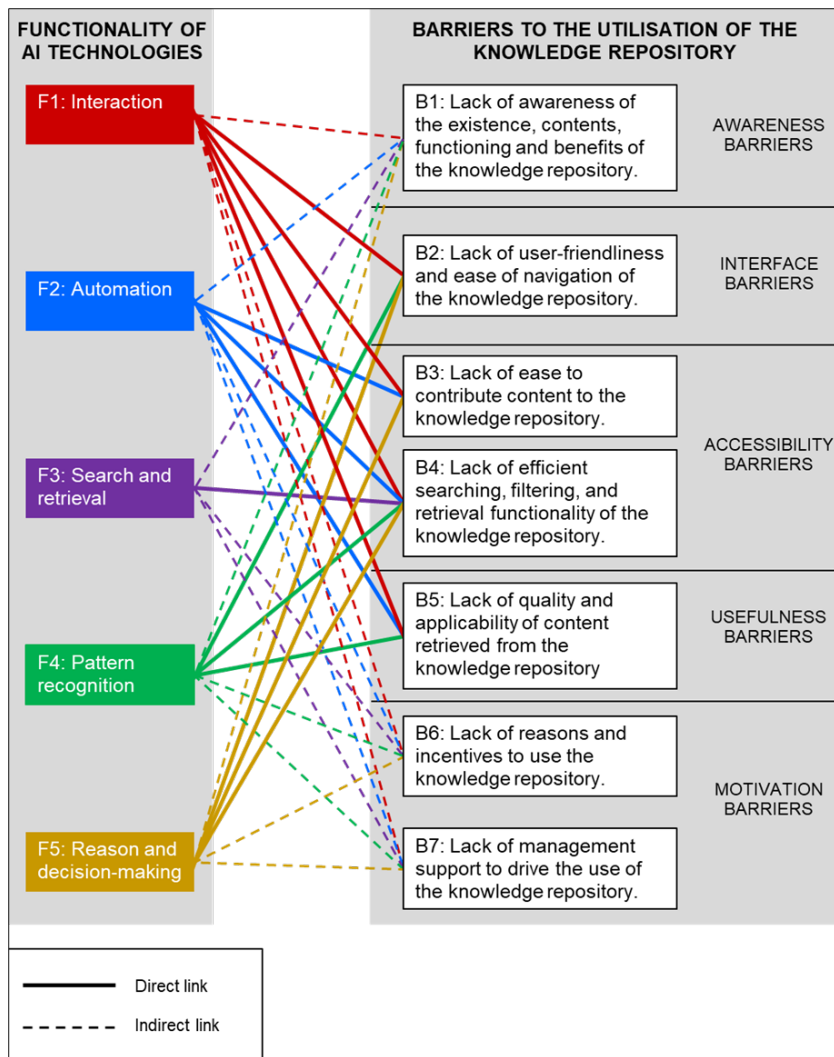 FUNCTIONALITY OF
AI TECHNOLOGIES
BARRIERS TO THE UTILISATION OF THE
KNOWLEDGE REPOSITORY
F1: Interaction
F2: Automation
F3: Search and
retrieval
F4: Pattern
recognition
F5: Reason and
decision-making
B1: Lack of awareness of
the existence, contents,
functioning and benefits of
the knowledge repository.
AWARENESS
BARRIERS
B2: Lack of user-friendliness
and ease of navigation of
the knowledge repository.
INTERFACE
BARRIERS
B3: Lack of ease to
contribute content to the
knowledge repository.
B4: Lack of efficient
searching, filtering, and
retrieval functionality of the
knowledge repository.
ACCESSIBILITY
BARRIERS
B5: Lack of quality and
applicability of content
retrieved from the
knowledge repository
USEFULNESS
BARRIERS
B6: Lack of reasons and
incentives to use the
knowledge repository.
B7: Lack of management
support to drive the use of
the knowledge repository.
MOTIVATION
BARRIERS
Direct link
Indirect link